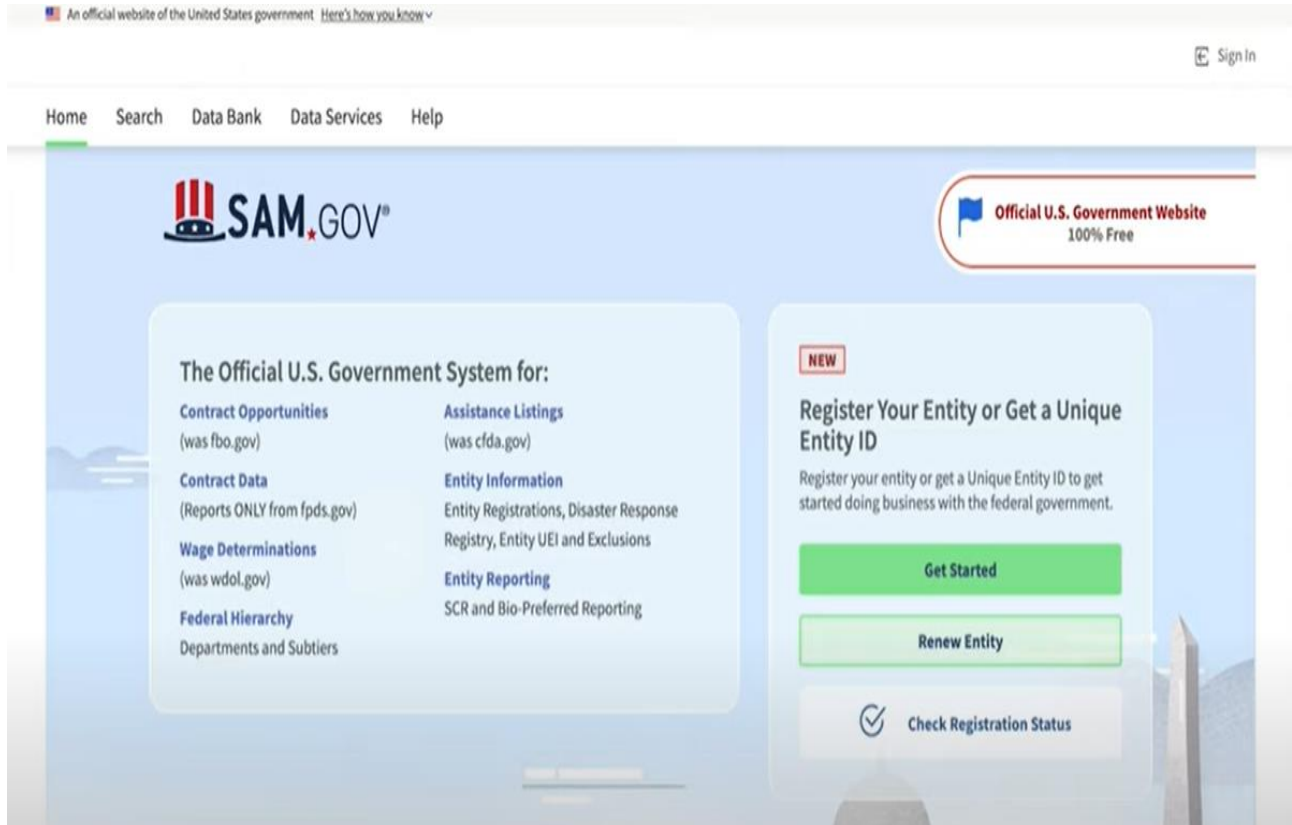 An official website of the United States government Here's how you know
Sign In
Home Search Data Bank Data Services Help
SAM.GOV®
Official U.S. Government Website
100% Free
The Official U.S. Government System for:
Contract Opportunities
(was fbo.gov)
Contract Data
(Reports ONLY from fpds.gov)
Wage Determinations
(was wdol.gov)
Federal Hierarchy
Departments and Subtiers
Assistance Listings
(was cfda.gov)
Entity Information
Entity Registrations, Disaster Response
Registry, Entity UEI and Exclusions
Entity Reporting
SCR and Bio-Preferred Reporting
NEW
Register Your Entity or Get a Unique
Entity ID
Register your entity or get a Unique Entity ID to get
started doing business with the federal government.
Get Started
Renew Entity
Check Registration Status